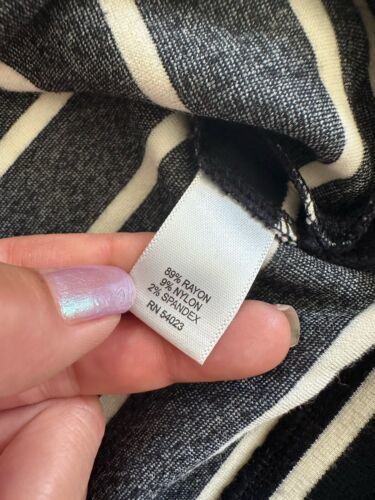 89% RAYON
9% NYLON
2% SPANDEX
RN 54023